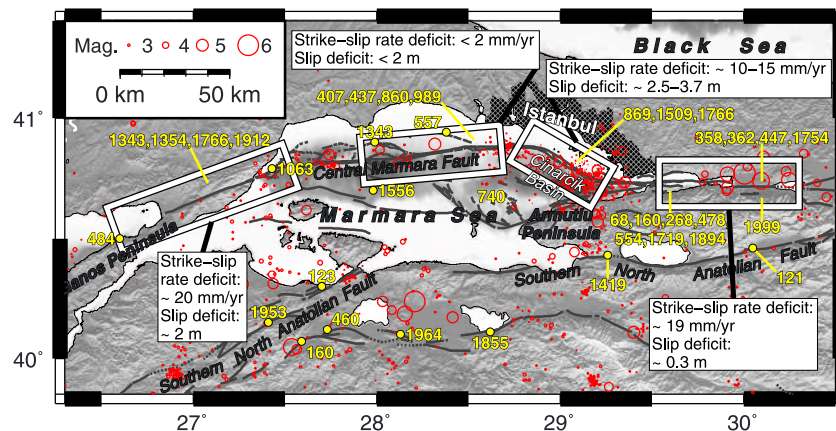 Mag. 3 4 5 6
0 km 50 km
Strike–slip rate deficit: < 2 mm/yr
Slip deficit: < 2 m
Black Sea
Strike–slip rate deficit: ~ 10–15 mm/yr
Slip deficit: ~ 2.5–3.7 m
407,437,860,989
Istanbul
869,1509,1766
1343,1354,1766,1912
1343
557
358,362,447,1754
1063
Central Marmara Fault
Cinarcik
Basin
1556
740
Marmara Sea
Armutlu
Peninsula
68,160,268,478
554,1719,1894
1999
484
Ganos Peninsula
Strike–slip
rate deficit:
~ 20 mm/yr
Slip deficit:
~ 2 m
123
Southern North Anatolian Fault
1419
121
1953
460
1964
1855
160
Southern North Anatolian Fault
Strike–slip rate deficit:
~ 19 mm/yr
Slip deficit:
~ 0.3 m
41°
40°
27° 28° 29° 30°